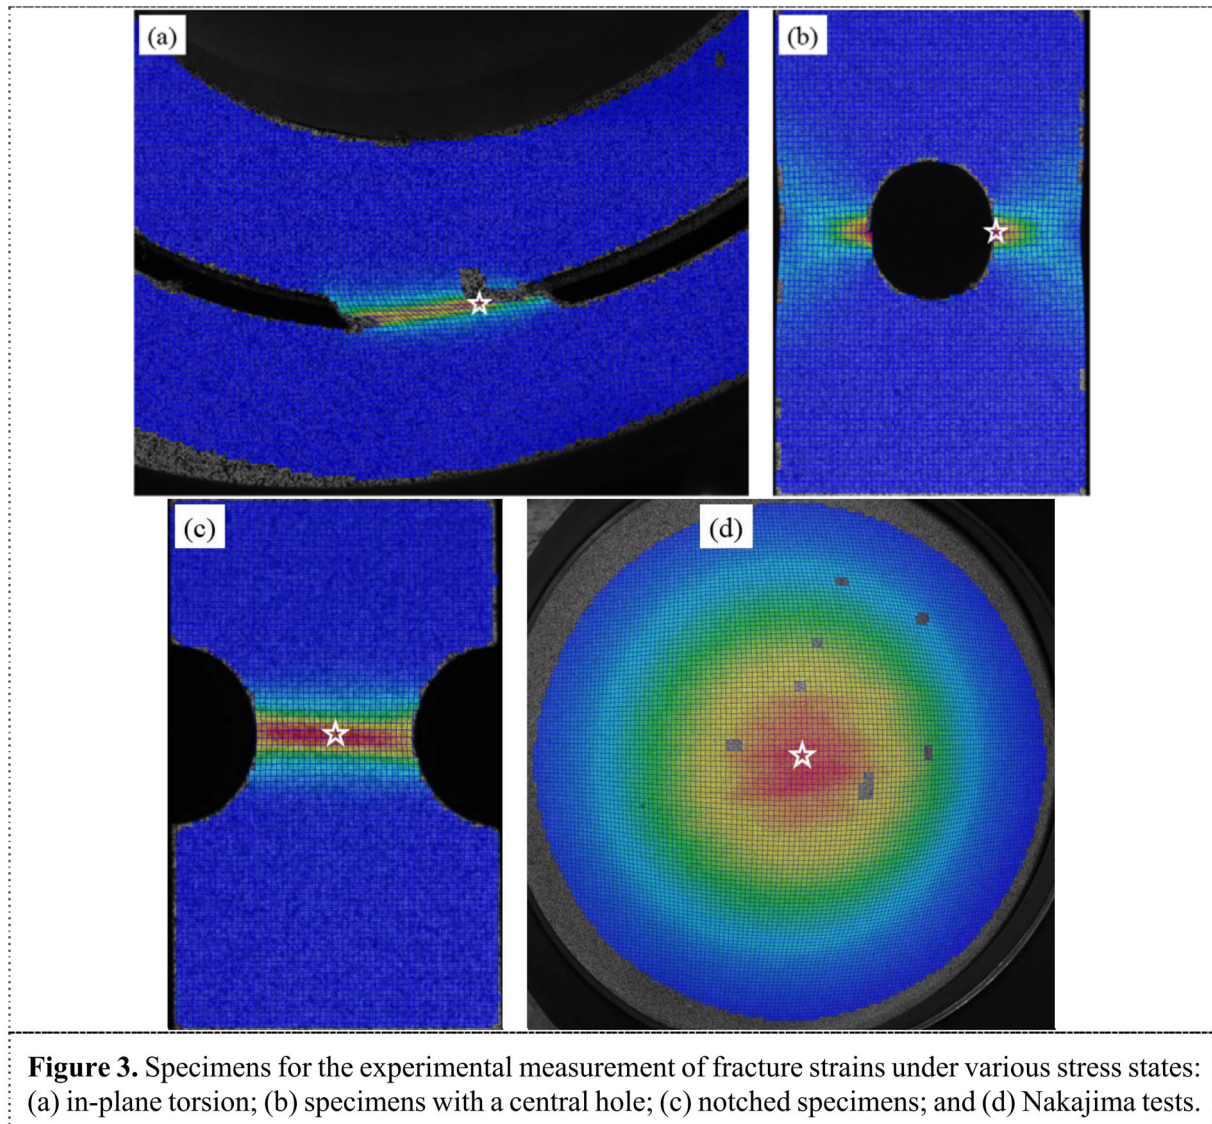 (a)
(b)
(c)
(d)
Figure 3. Specimens for the experimental measurement of fracture strains under various stress states:
(a) in-plane torsion; (b) specimens with a central hole; (c) notched specimens; and (d) Nakajima tests.